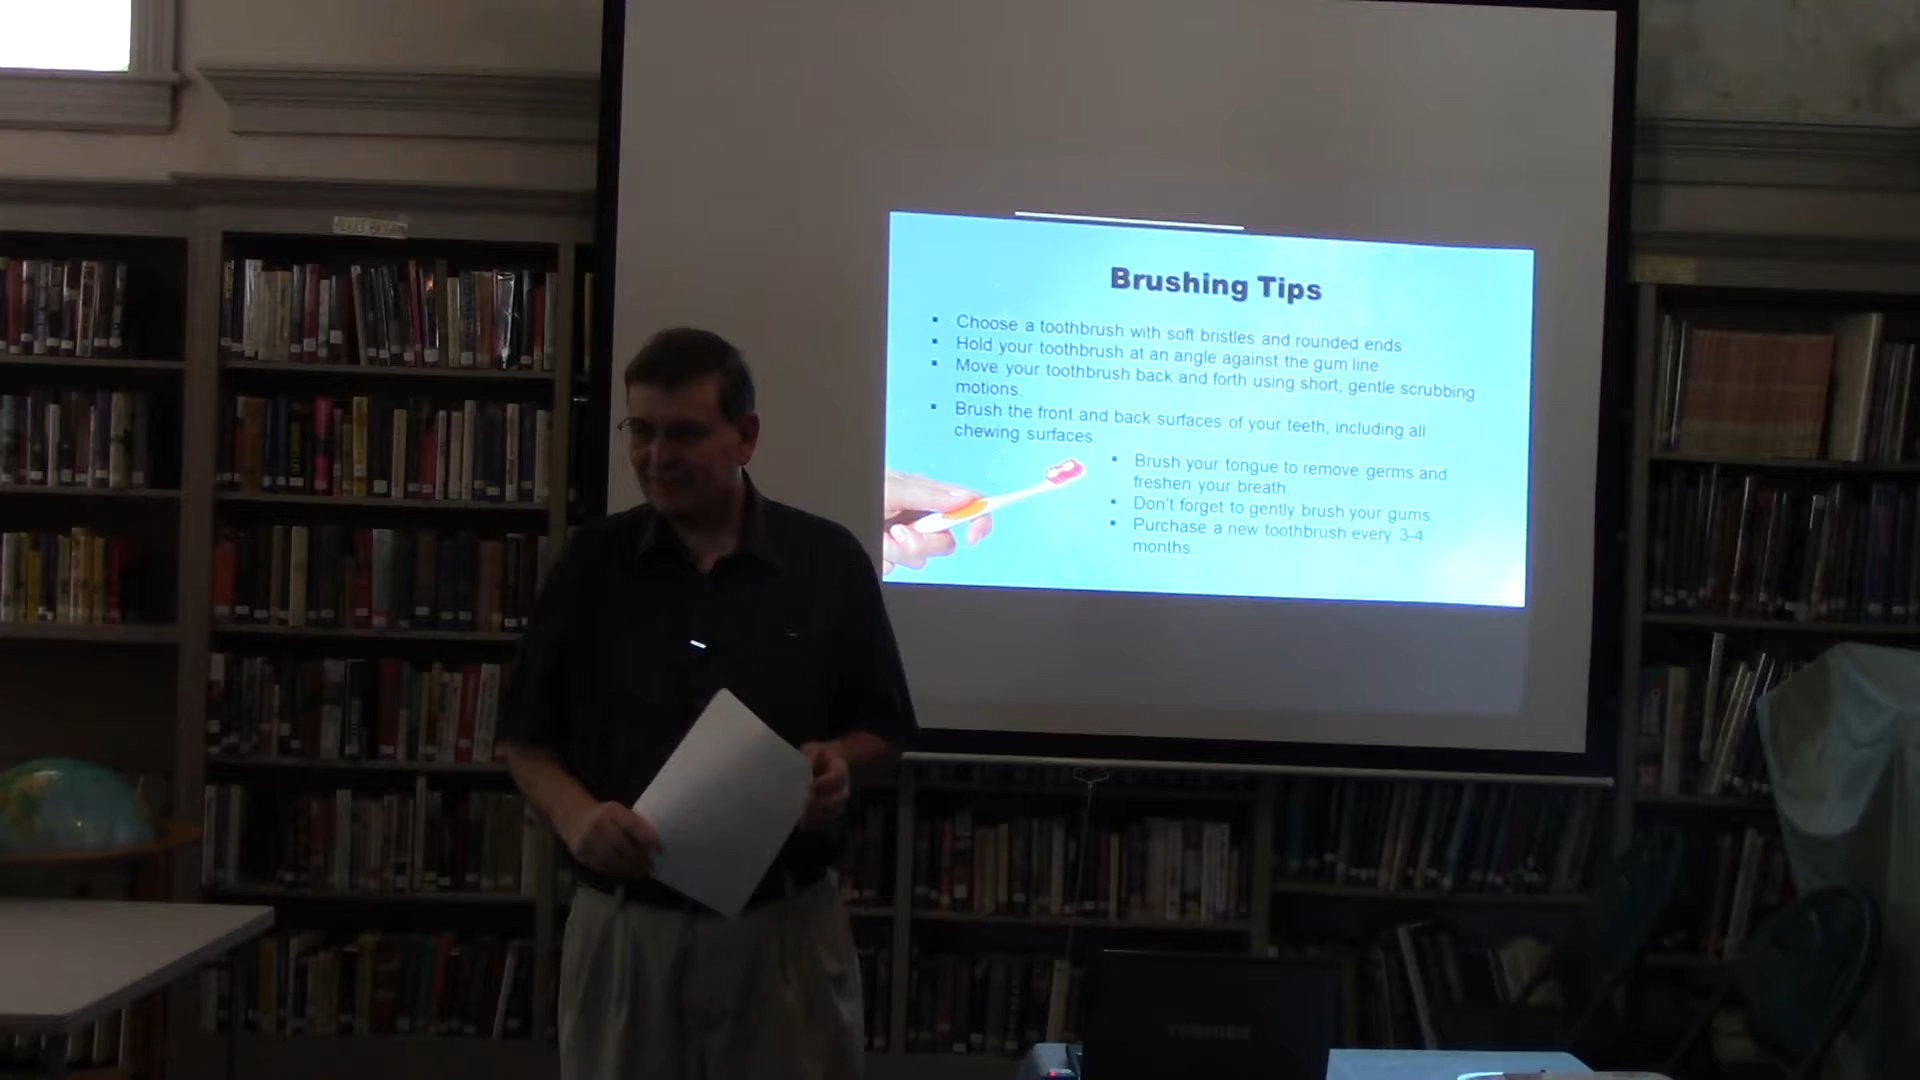 Brushing Tips
▪ Choose a toothbrush with soft bristles and rounded ends
▪ Hold your toothbrush at an angle against the gum line.
▪ Move your toothbrush back and forth using short, gentle scrubbing
motions.
▪ Brush the front and back surfaces of your teeth, including all
chewing surfaces.
▪ Brush your tongue to remove germs and
freshen your breath
▪ Don't forget to gently brush your gums.
▪ Purchase a new toothbrush every 3-4
months.
TOSHIBA